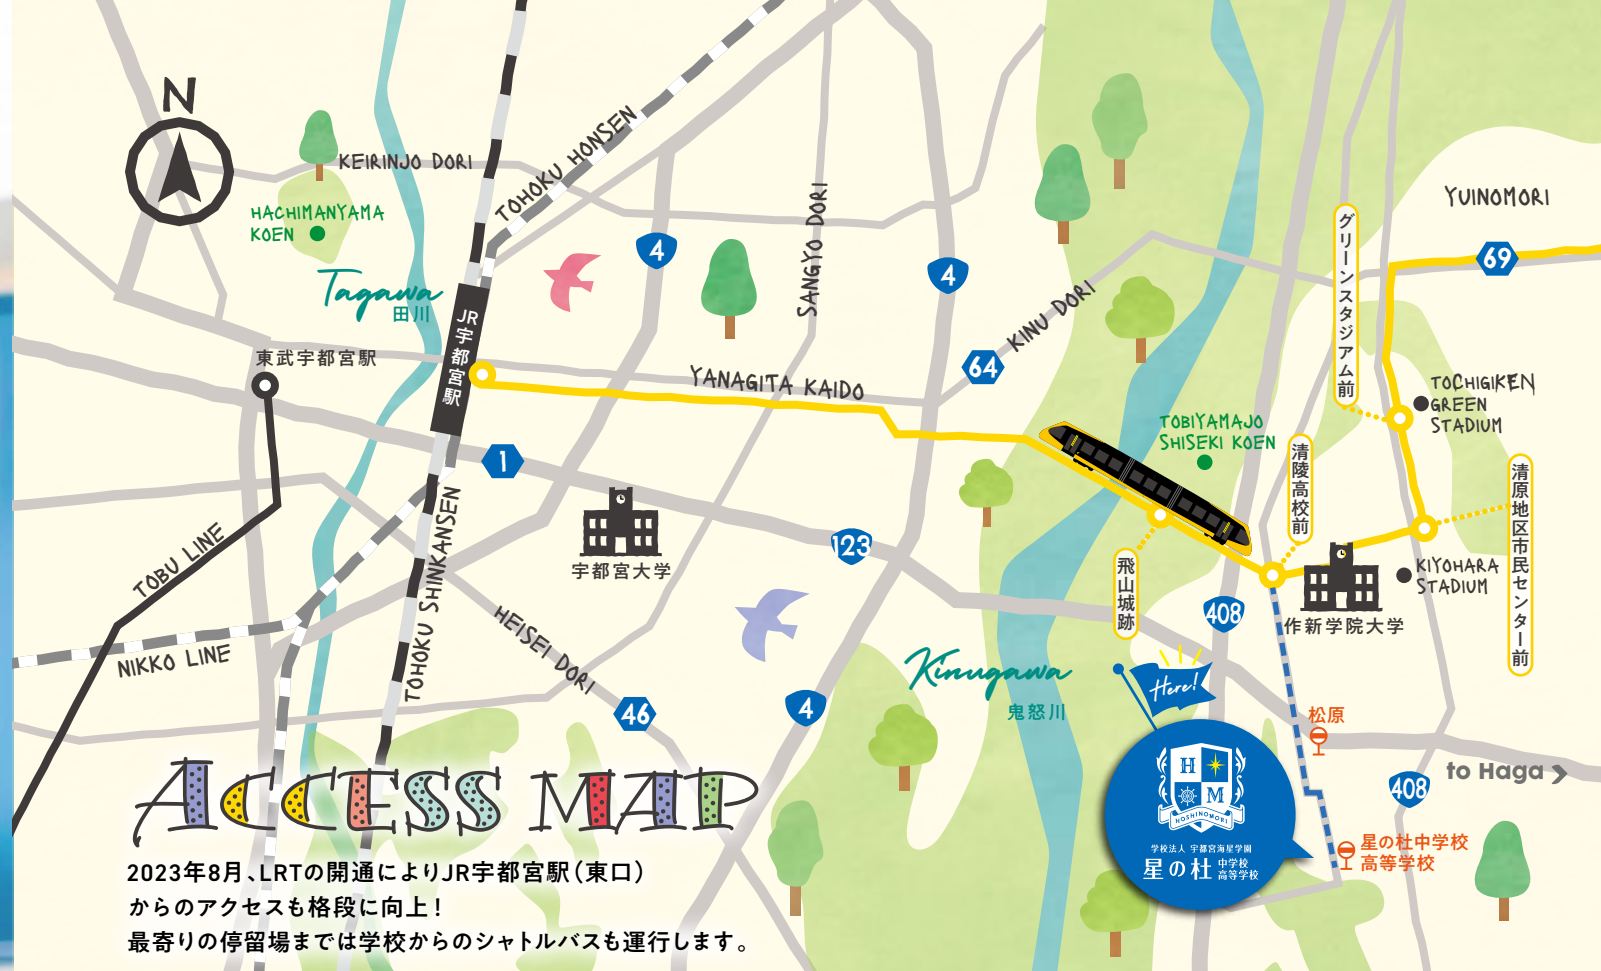 N
KEIRINJO DORI
HACHIMANYAMA
KOEN
Tagawa
田川
TOHOKU HONSEN
4
SANGYO DORI
4
KINU DORI
64
グリーンスタジアム前
YUINOMORI
69
東武宇都宮駅
JR宇都宮駅
YANAGITA KAIDO
TOCHIGIKEN
GREEN
STADIUM
TOBIYAMAJO
SHISEKI KOEN
清陵高校前
清原地区市民センター前
1
宇都宮大学
123
飛山城跡
KIYOHARA
STADIUM
408
作新学院大学
TOBU LINE
NIKKO LINE
TOHOKU SHINKANSEN
HEISEI DORI
46
4
Kinugawa
鬼怒川
Here!
松原
to Haga
408
H
M
HOSHINOMORI
学校法人 宇都宮海星学園
星の杜 中学校
高等学校
星の杜中学校
高等学校
ACCESS MAP
2023年8月、LRTの開通によりJR宇都宮駅（東口）
からのアクセスも格段に向上！
最寄りの停留場までは学校からのシャトルバスも運行します。